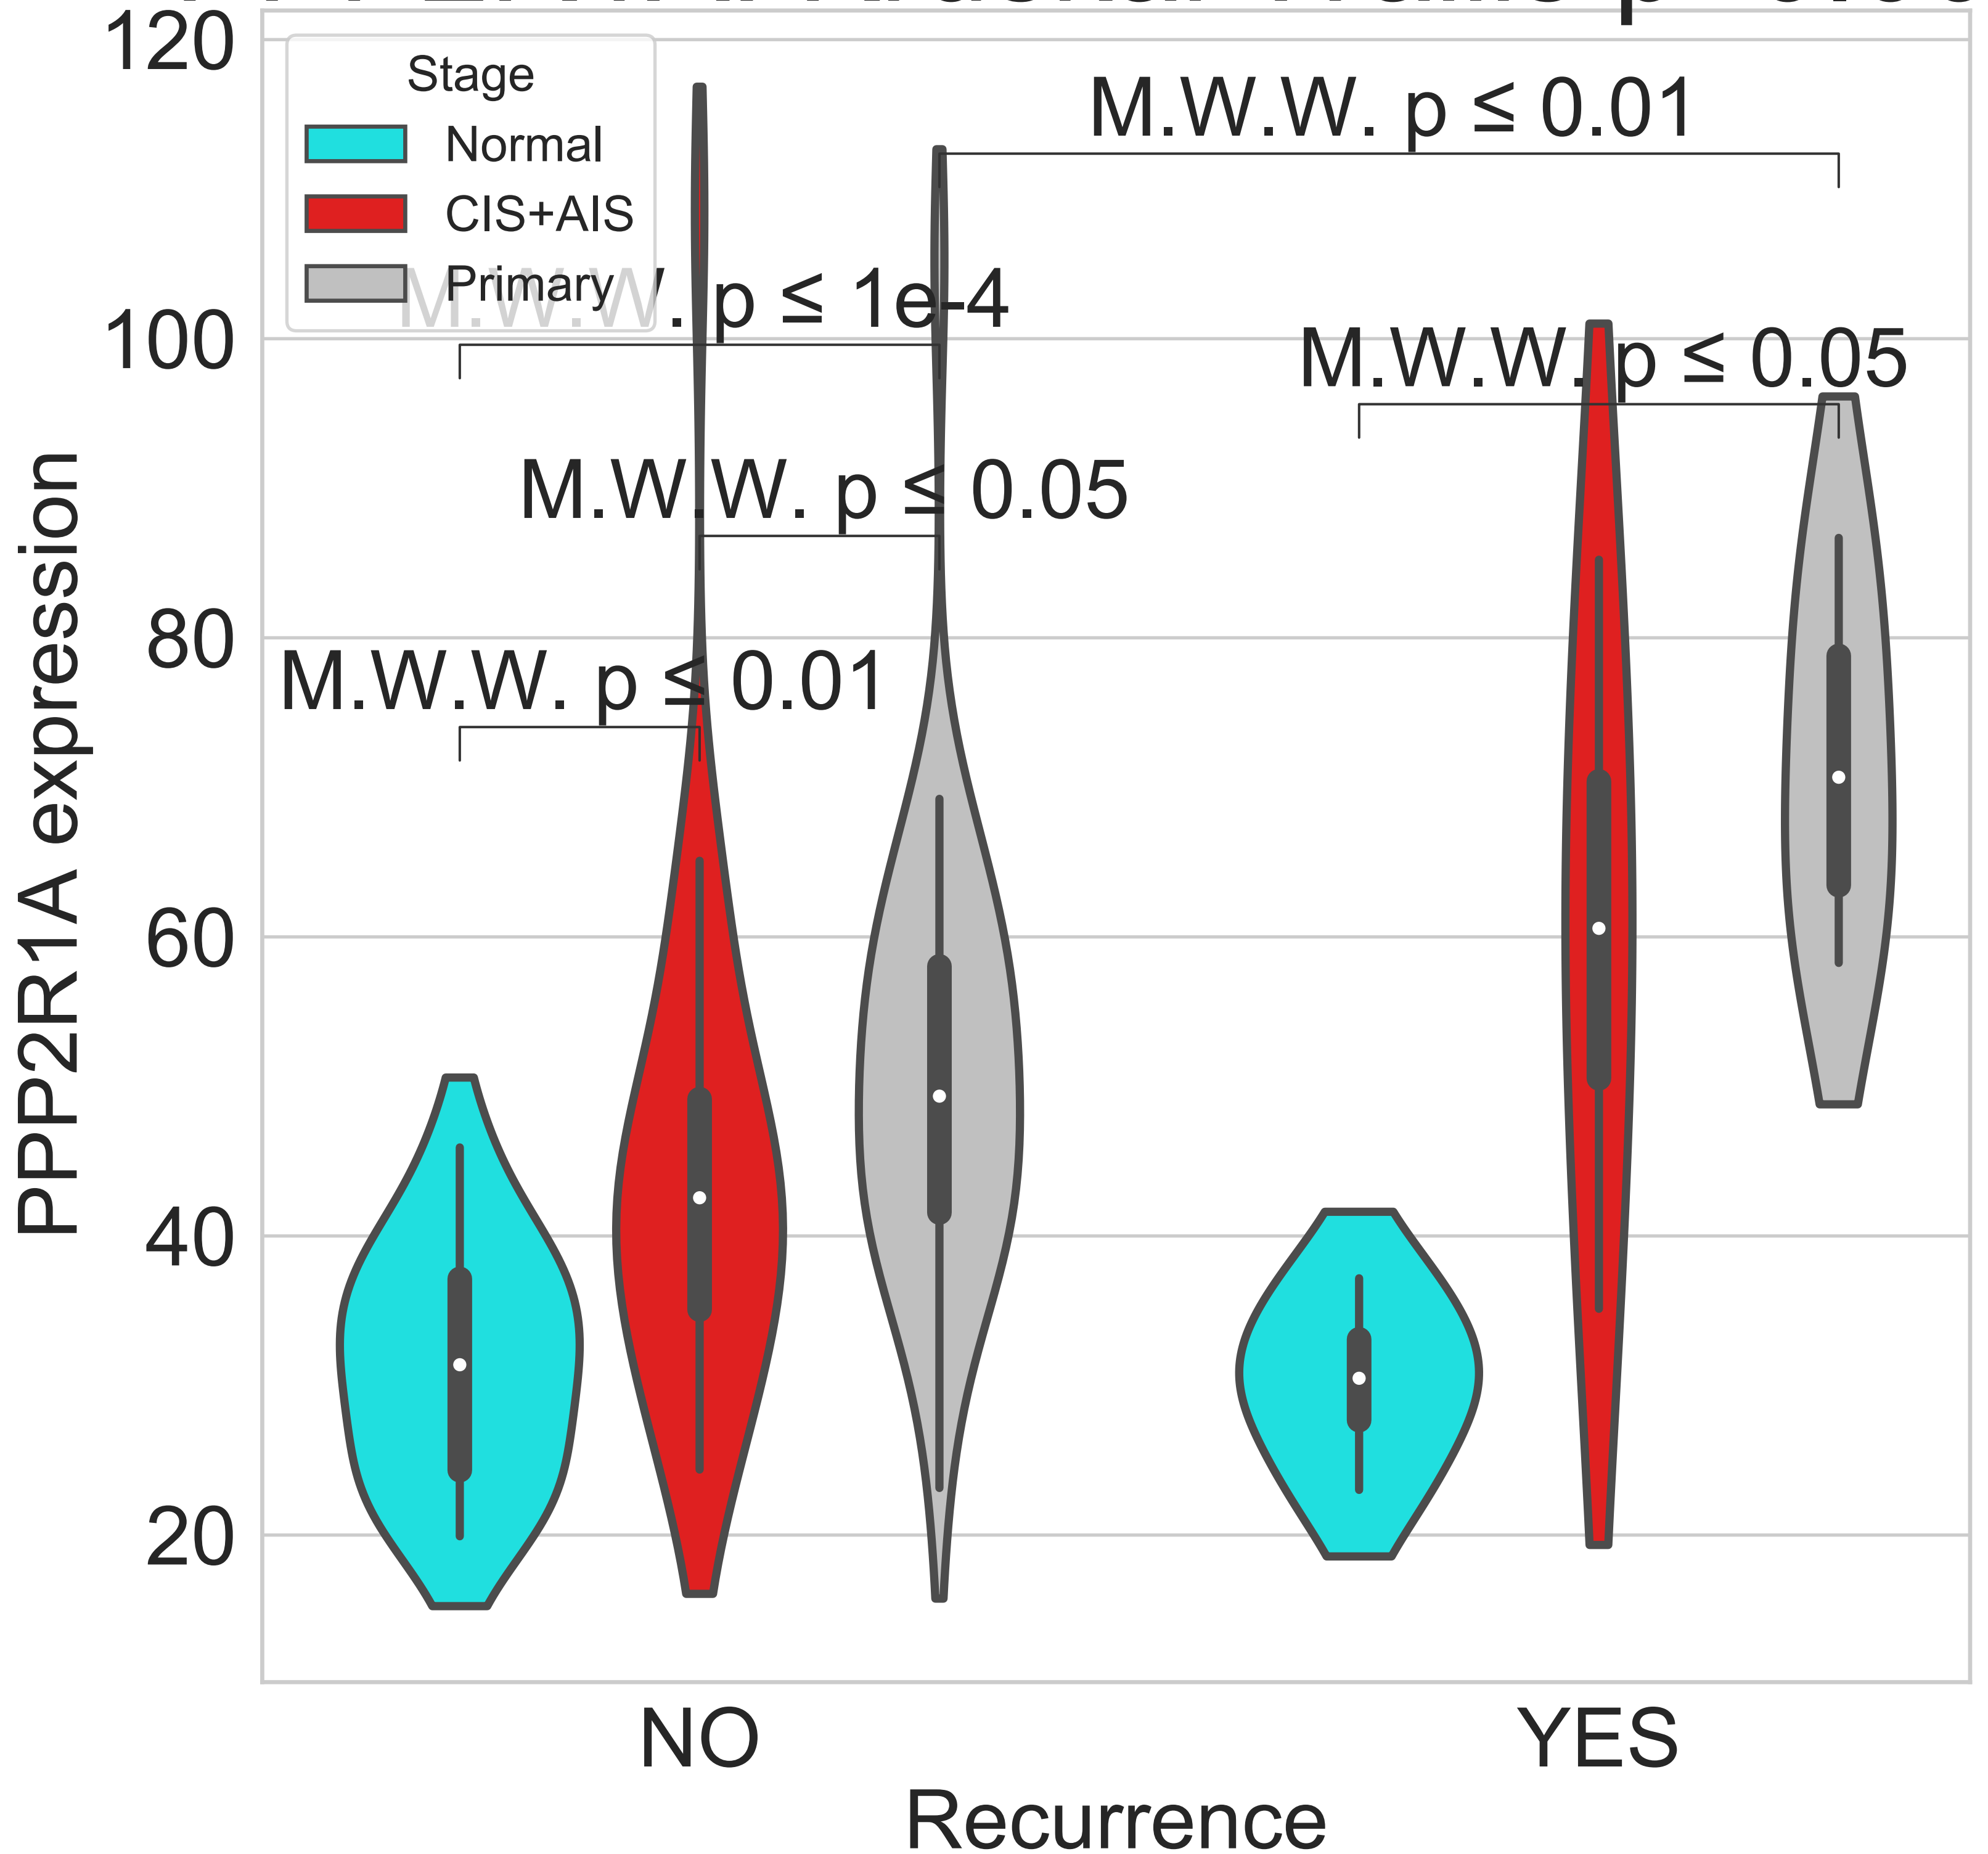 120
Stage
Normal
CIS+AIS
Primary
M.W.W. p ≤ 0.01
M.W.W. p ≤ 1e-4
100
M.W.W. p ≤ 0.05
M.W.W. p ≤ 0.05
80
M.W.W. p ≤ 0.01
60
40
20
PPP2R1A expression
NO
YES
Recurrence